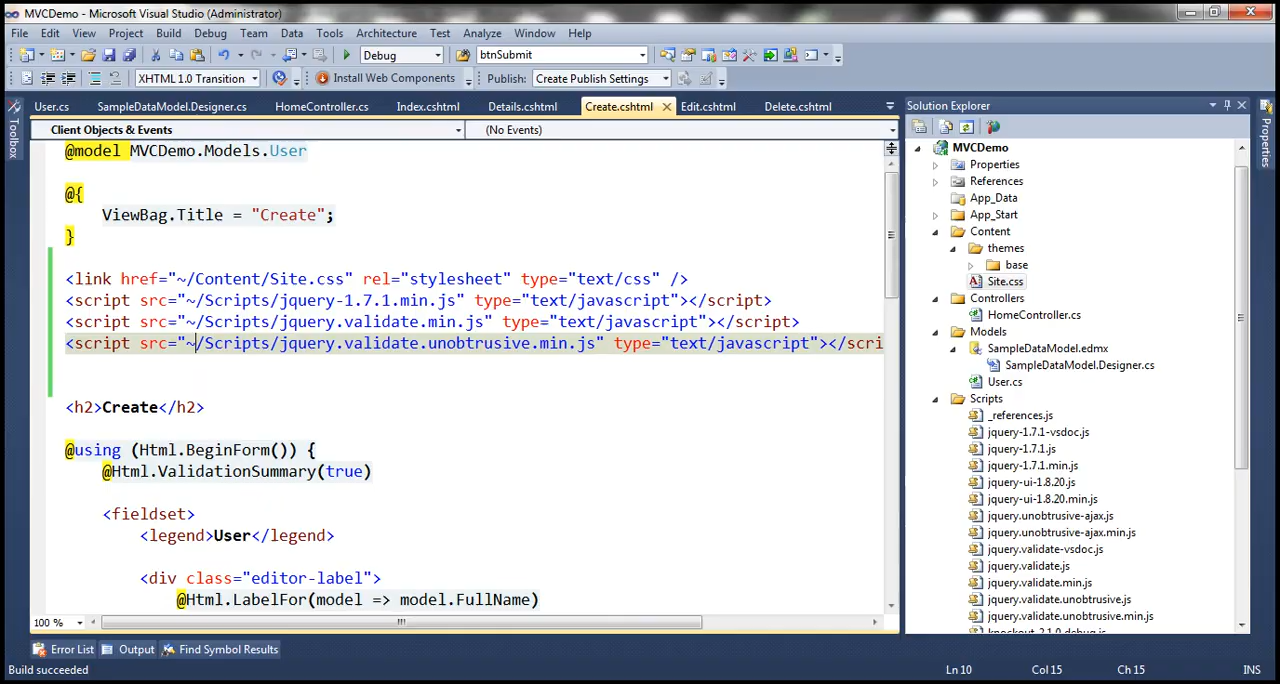 MVCDemo - Microsoft Visual Studio (Administrator)
File Edit View Project Build Debug Team Data Tools Architecture Test Analyze Window Help
Debug btnSubmit
XHTML 1.0 Transition Install Web Components Publish: Create Publish Settings
User.cs SampleDataModel.Designer.cs HomeController.cs Index.cshtml Details.cshtml Create.cshtml Edit.cshtml Delete.cshtml
Client Objects & Events (No Events)
@model MVCDemo.Models.User
@{
ViewBag.Title = "Create";
}
<link href="~/Content/Site.css" rel="stylesheet" type="text/css" />
<script src="~/Scripts/jquery-1.7.1.min.js" type="text/javascript"></script>
<script src="~/Scripts/jquery.validate.min.js" type="text/javascript"></script>
<script src="~/Scripts/jquery.validate.unobtrusive.min.js" type="text/javascript"></scri
<h2>Create</h2>
@using (Html.BeginForm()) {
@Html.ValidationSummary(true)
<fieldset>
<legend>User</legend>
<div class="editor-label">
@Html.LabelFor(model => model.FullName)
100 %
Toolbox
Solution Explorer
MVCDemo
Properties
References
App_Data
App_Start
Content
themes
base
Site.css
Controllers
HomeController.cs
Models
SampleDataModel.edmx
SampleDataModel.Designer.cs
User.cs
Scripts
_references.js
jquery-1.7.1-vsdoc.js
jquery-1.7.1.js
jquery-1.7.1.min.js
jquery-ui-1.8.20.js
jquery-ui-1.8.20.min.js
jquery.unobtrusive-ajax.js
jquery.unobtrusive-ajax.min.js
jquery.validate-vsdoc.js
jquery.validate.js
jquery.validate.min.js
jquery.validate.unobtrusive.js
jquery.validate.unobtrusive.min.js
knockout-2.1.0.debug.js
Properties
Error List Output Find Symbol Results
Build succeeded Ln 10 Col 15 Ch 15 INS